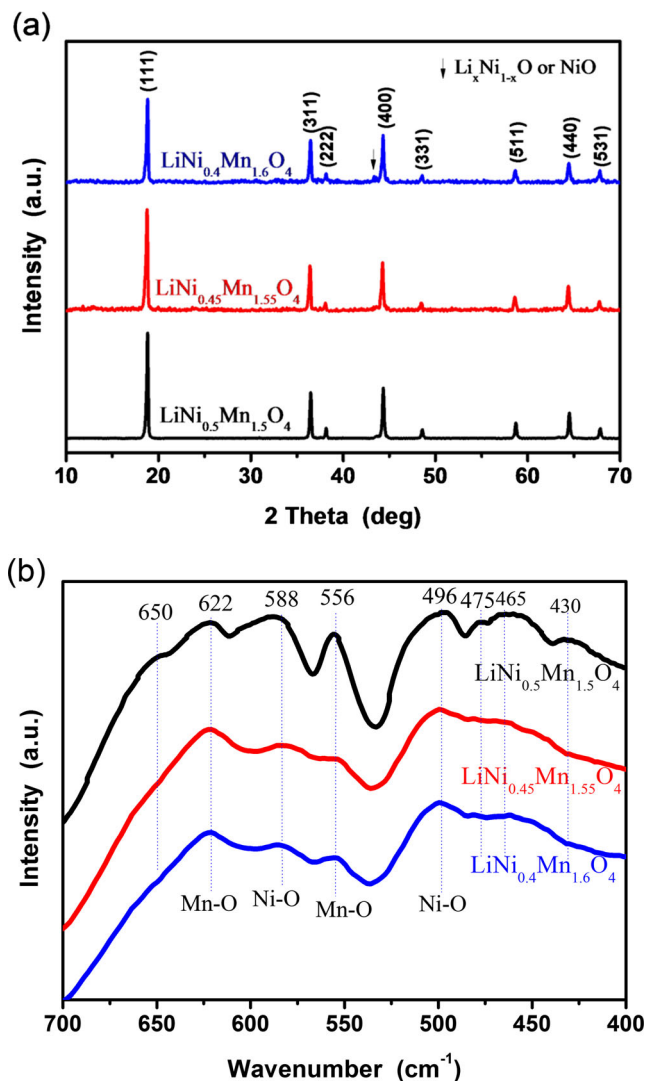 (a)
↓ LiₓNi₁₋ₓO or NiO
(111)
(311)
(222)
(400)
(331)
(511)
(440)
(531)
LiNi₀.₄Mn₁.₆O₄
LiNi₀.₄₅Mn₁.₅₅O₄
LiNi₀.₅Mn₁.₅O₄
Intensity (a.u.)
10 20 30 40 50 60 70
2 Theta (deg)
(b)
650 622 588 556 496 475 465 430
LiNi₀.₅Mn₁.₅O₄
LiNi₀.₄₅Mn₁.₅₅O₄
LiNi₀.₄Mn₁.₆O₄
Mn-O Ni-O Mn-O Ni-O
Intensity (a.u.)
700 650 600 550 500 450 400
Wavenumber (cm⁻¹)